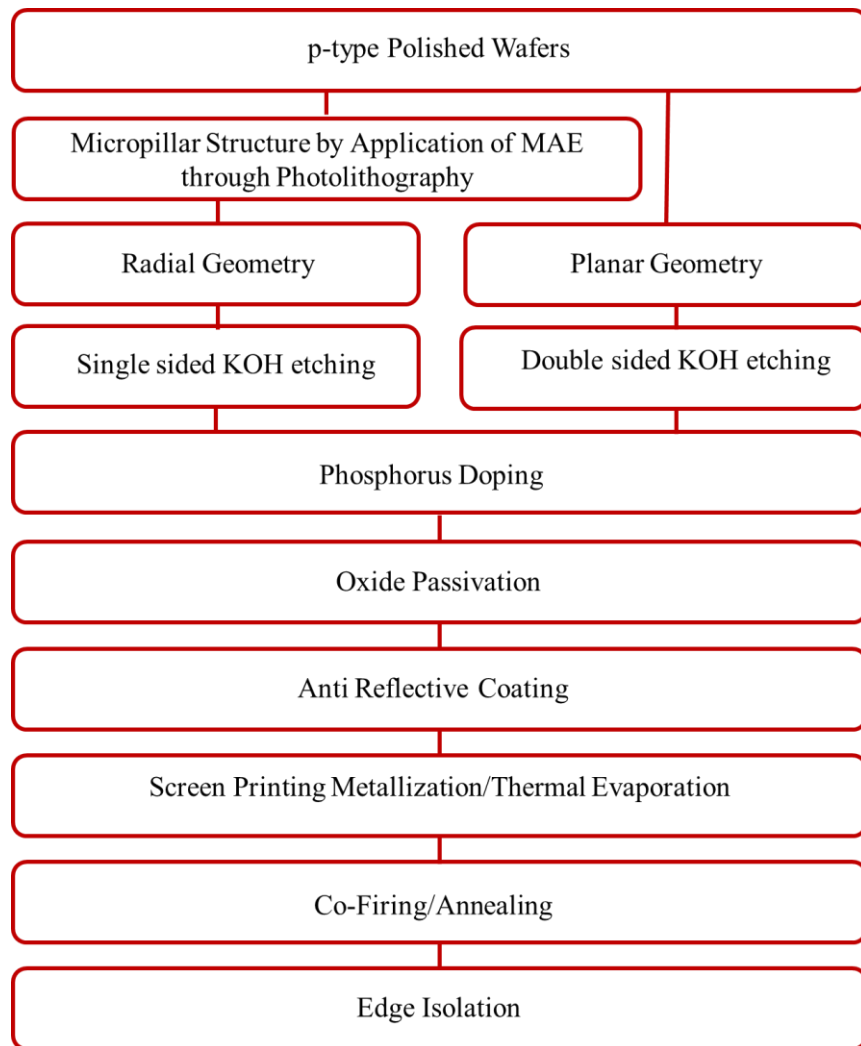 p-type Polished Wafers
Micropillar Structure by Application of MAE
through Photolithography
Radial Geometry
Planar Geometry
Single sided KOH etching
Double sided KOH etching
Phosphorus Doping
Oxide Passivation
Anti Reflective Coating
Screen Printing Metallization/Thermal Evaporation
Co-Firing/Annealing
Edge Isolation